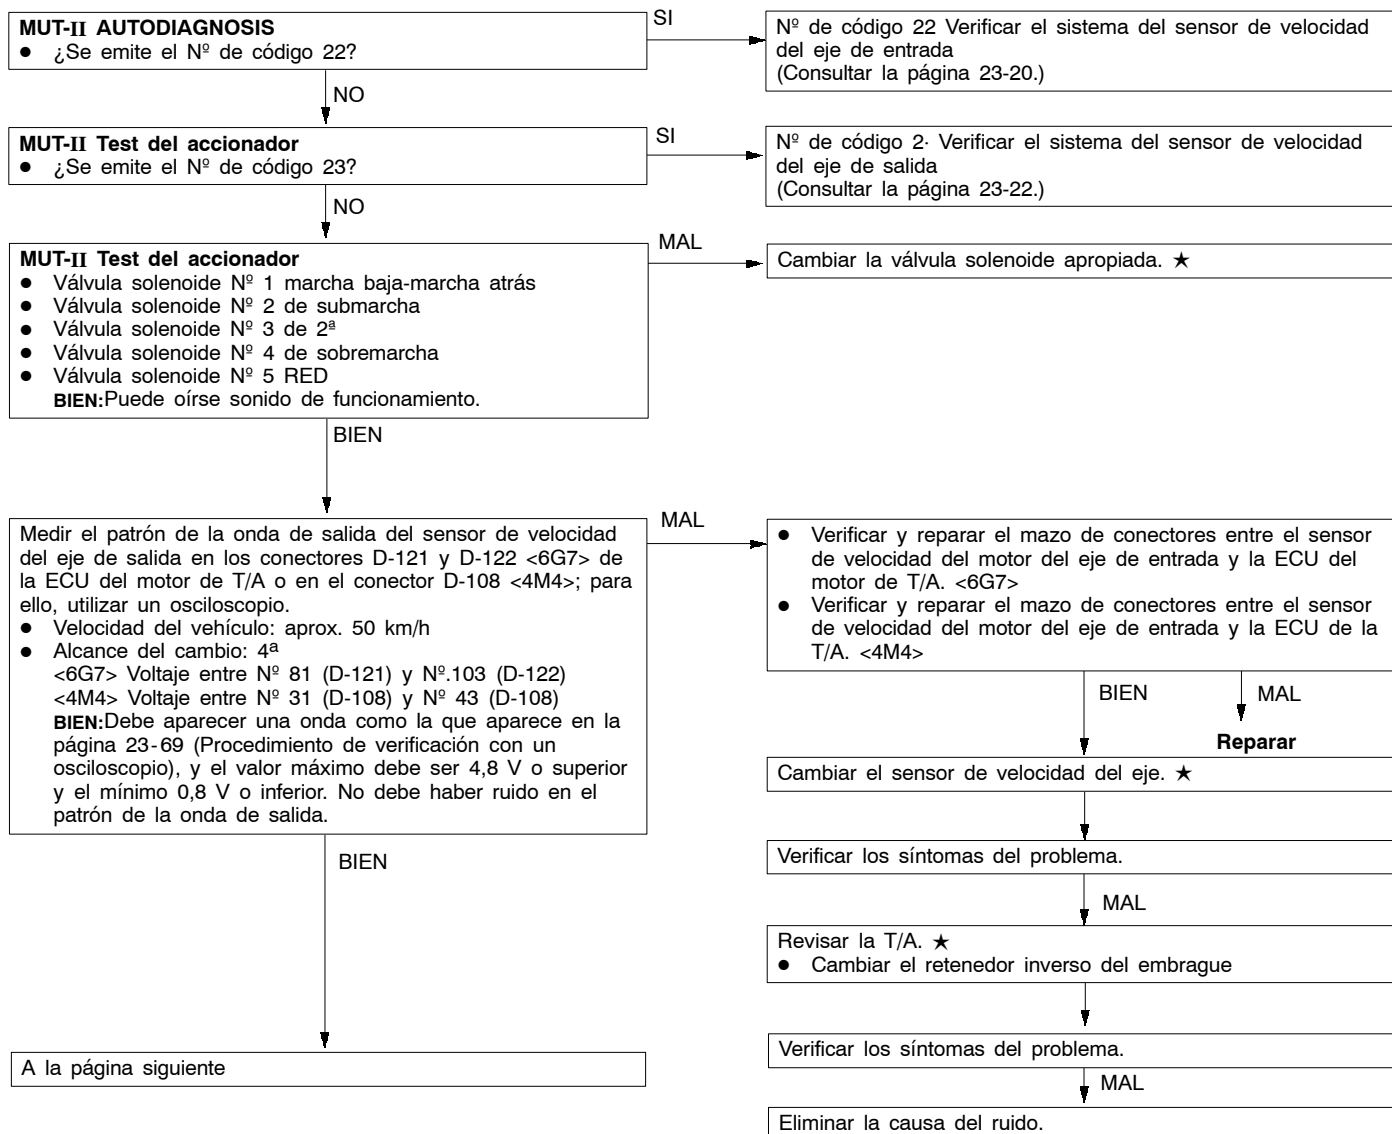 MUT-II AUTODIAGNOSIS
● ¿Se emite el Nº de código 22?
SI
Nº de código 22 Verificar el sistema del sensor de velocidad
del eje de entrada
(Consultar la página 23-20.)
NO
MUT-II Test del accionador
● ¿Se emite el Nº de código 23?
SI
Nº de código 2· Verificar el sistema del sensor de velocidad
del eje de salida
(Consultar la página 23-22.)
NO
MUT-II Test del accionador
● Válvula solenoide Nº 1 marcha baja-marcha atrás
● Válvula solenoide Nº 2 de submarcha
● Válvula solenoide Nº 3 de 2ª
● Válvula solenoide Nº 4 de sobremarcha
● Válvula solenoide Nº 5 RED
BIEN:Puede oírse sonido de funcionamiento.
MAL
Cambiar la válvula solenoide apropiada. ★
BIEN
Medir el patrón de la onda de salida del sensor de velocidad
del eje de salida en los conectores D-121 y D-122 <6G7> de
la ECU del motor de T/A o en el conector D-108 <4M4>; para
ello, utilizar un osciloscopio.
● Velocidad del vehículo: aprox. 50 km/h
● Alcance del cambio: 4ª
<6G7> Voltaje entre Nº 81 (D-121) y Nº.103 (D-122)
<4M4> Voltaje entre Nº 31 (D-108) y Nº 43 (D-108)
BIEN:Debe aparecer una onda como la que aparece en la
página 23-69 (Procedimiento de verificación con un
osciloscopio), y el valor máximo debe ser 4,8 V o superior
y el mínimo 0,8 V o inferior. No debe haber ruido en el
patrón de la onda de salida.
MAL
● Verificar y reparar el mazo de conectores entre el sensor
de velocidad del motor del eje de entrada y la ECU del
motor de T/A. <6G7>
● Verificar y reparar el mazo de conectores entre el sensor
de velocidad del motor del eje de entrada y la ECU de la
T/A. <4M4>
BIEN
MAL
Reparar
Cambiar el sensor de velocidad del eje. ★
Verificar los síntomas del problema.
MAL
Revisar la T/A. ★
● Cambiar el retenedor inverso del embrague
Verificar los síntomas del problema.
MAL
Eliminar la causa del ruido.
BIEN
A la página siguiente